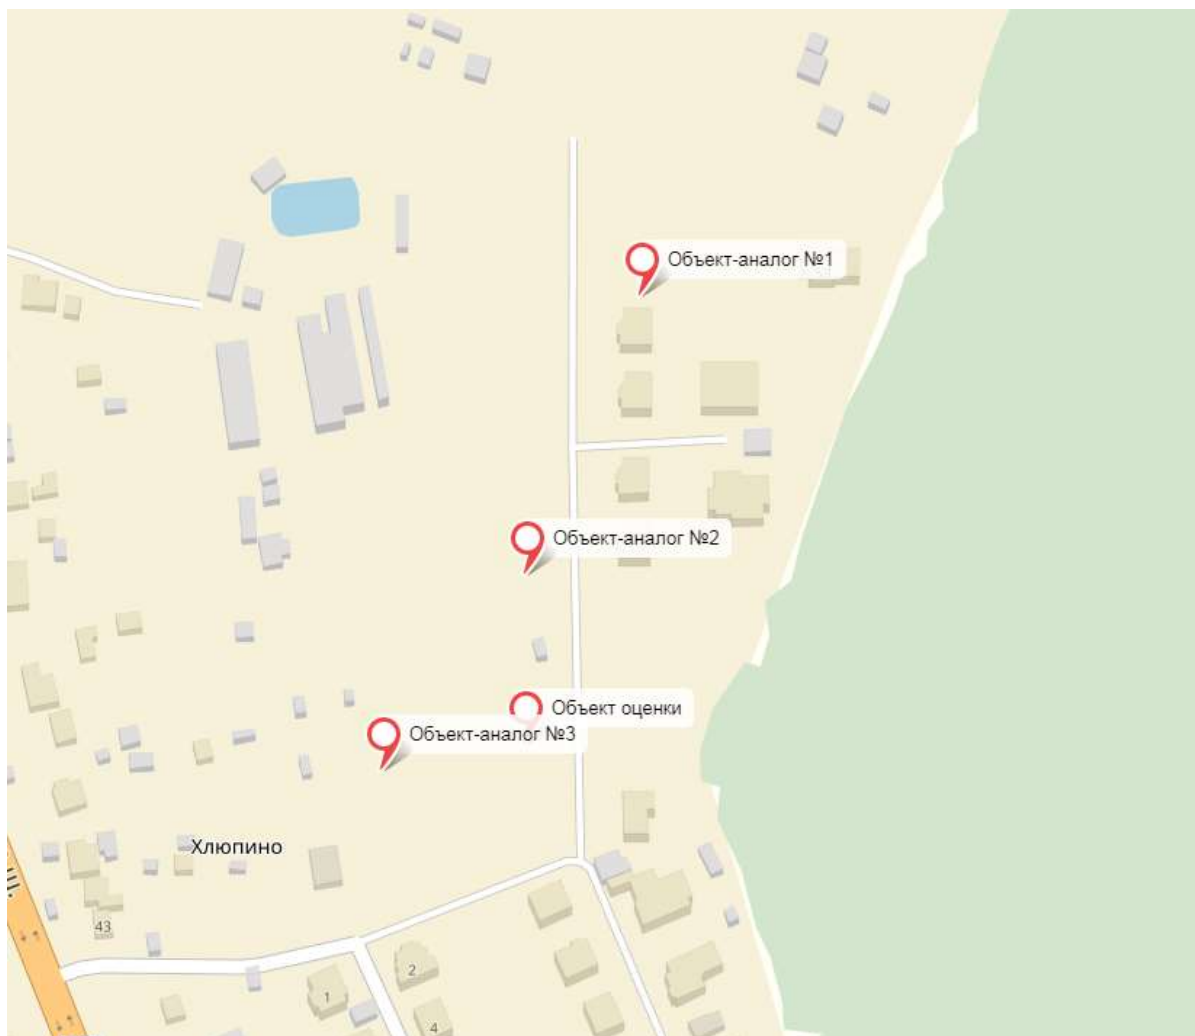 Объект-аналог №1
Объект-аналог №2
Объект оценки
Объект-аналог №3
Хлюпино
43
2
1
4